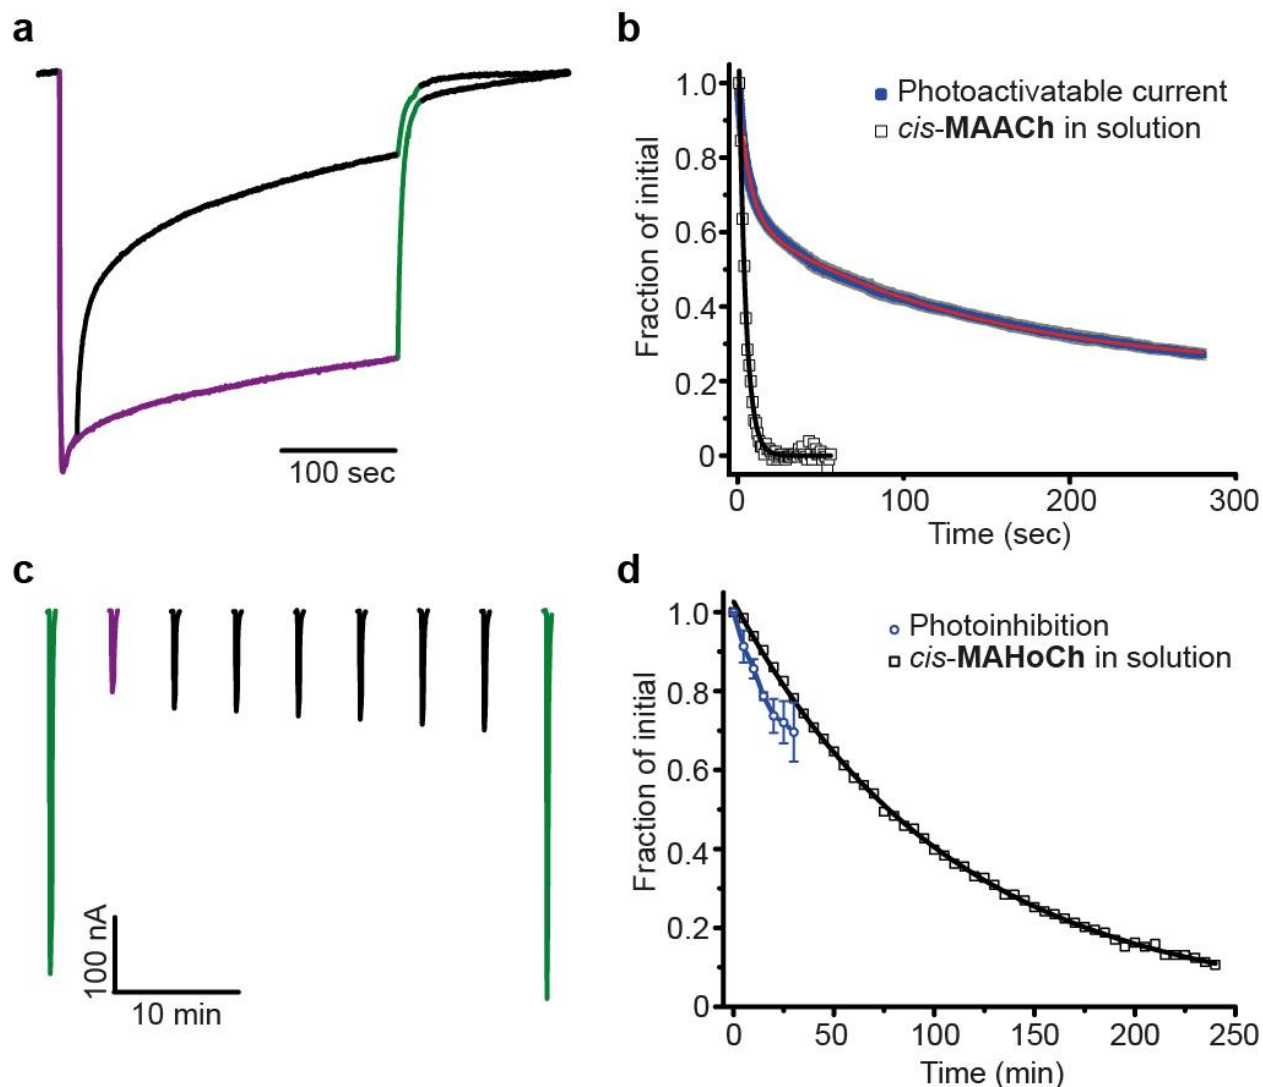 a
100 sec
b
Fraction of initial
1.0
0.8
0.6
0.4
0.2
0
Photoactivatable current
cis-MAACh in solution
0
100
200
300
Time (sec)
c
100 nA
10 min
d
Fraction of initial
1.0
0.8
0.6
0.4
0.2
0
Photoinhibition
cis-MAHoCh in solution
0
50
100
150
200
250
Time (min)